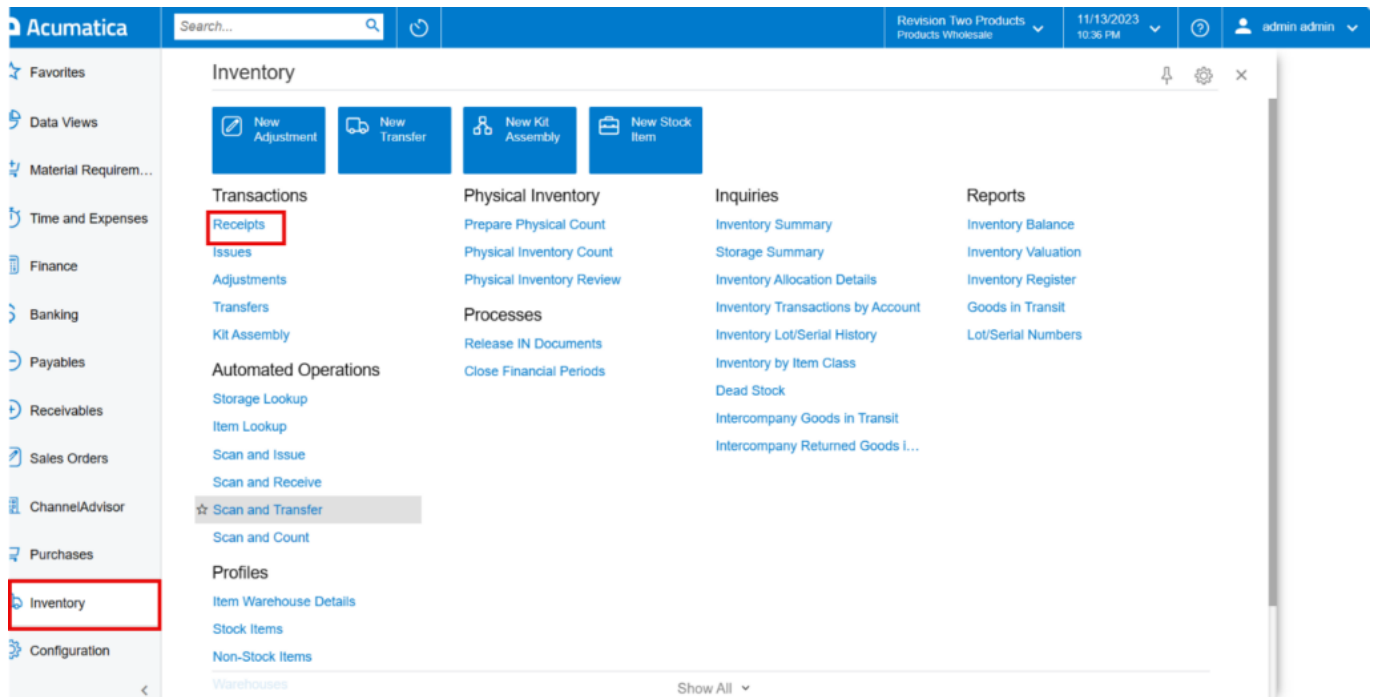 Acumatica
Search...
Revision Two Products
Products Wholesale
11/13/2023
10:36 PM
admin admin
Favorites
Data Views
Material Requirem...
Time and Expenses
Finance
Banking
Payables
Receivables
Sales Orders
ChannelAdvisor
Purchases
Inventory
Configuration
Inventory
New
Adjustment
New
Transfer
New Kit
Assembly
New Stock
Item
Transactions
Receipts
Issues
Adjustments
Transfers
Kit Assembly
Automated Operations
Storage Lookup
Item Lookup
Scan and Issue
Scan and Receive
Scan and Transfer
Scan and Count
Profiles
Item Warehouse Details
Stock Items
Non-Stock Items
Warehouses
Physical Inventory
Prepare Physical Count
Physical Inventory Count
Physical Inventory Review
Processes
Release IN Documents
Close Financial Periods
Inquiries
Inventory Summary
Storage Summary
Inventory Allocation Details
Inventory Transactions by Account
Inventory Lot/Serial History
Inventory by Item Class
Dead Stock
Intercompany Goods in Transit
Intercompany Returned Goods i...
Reports
Inventory Balance
Inventory Valuation
Inventory Register
Goods in Transit
Lot/Serial Numbers
Show All